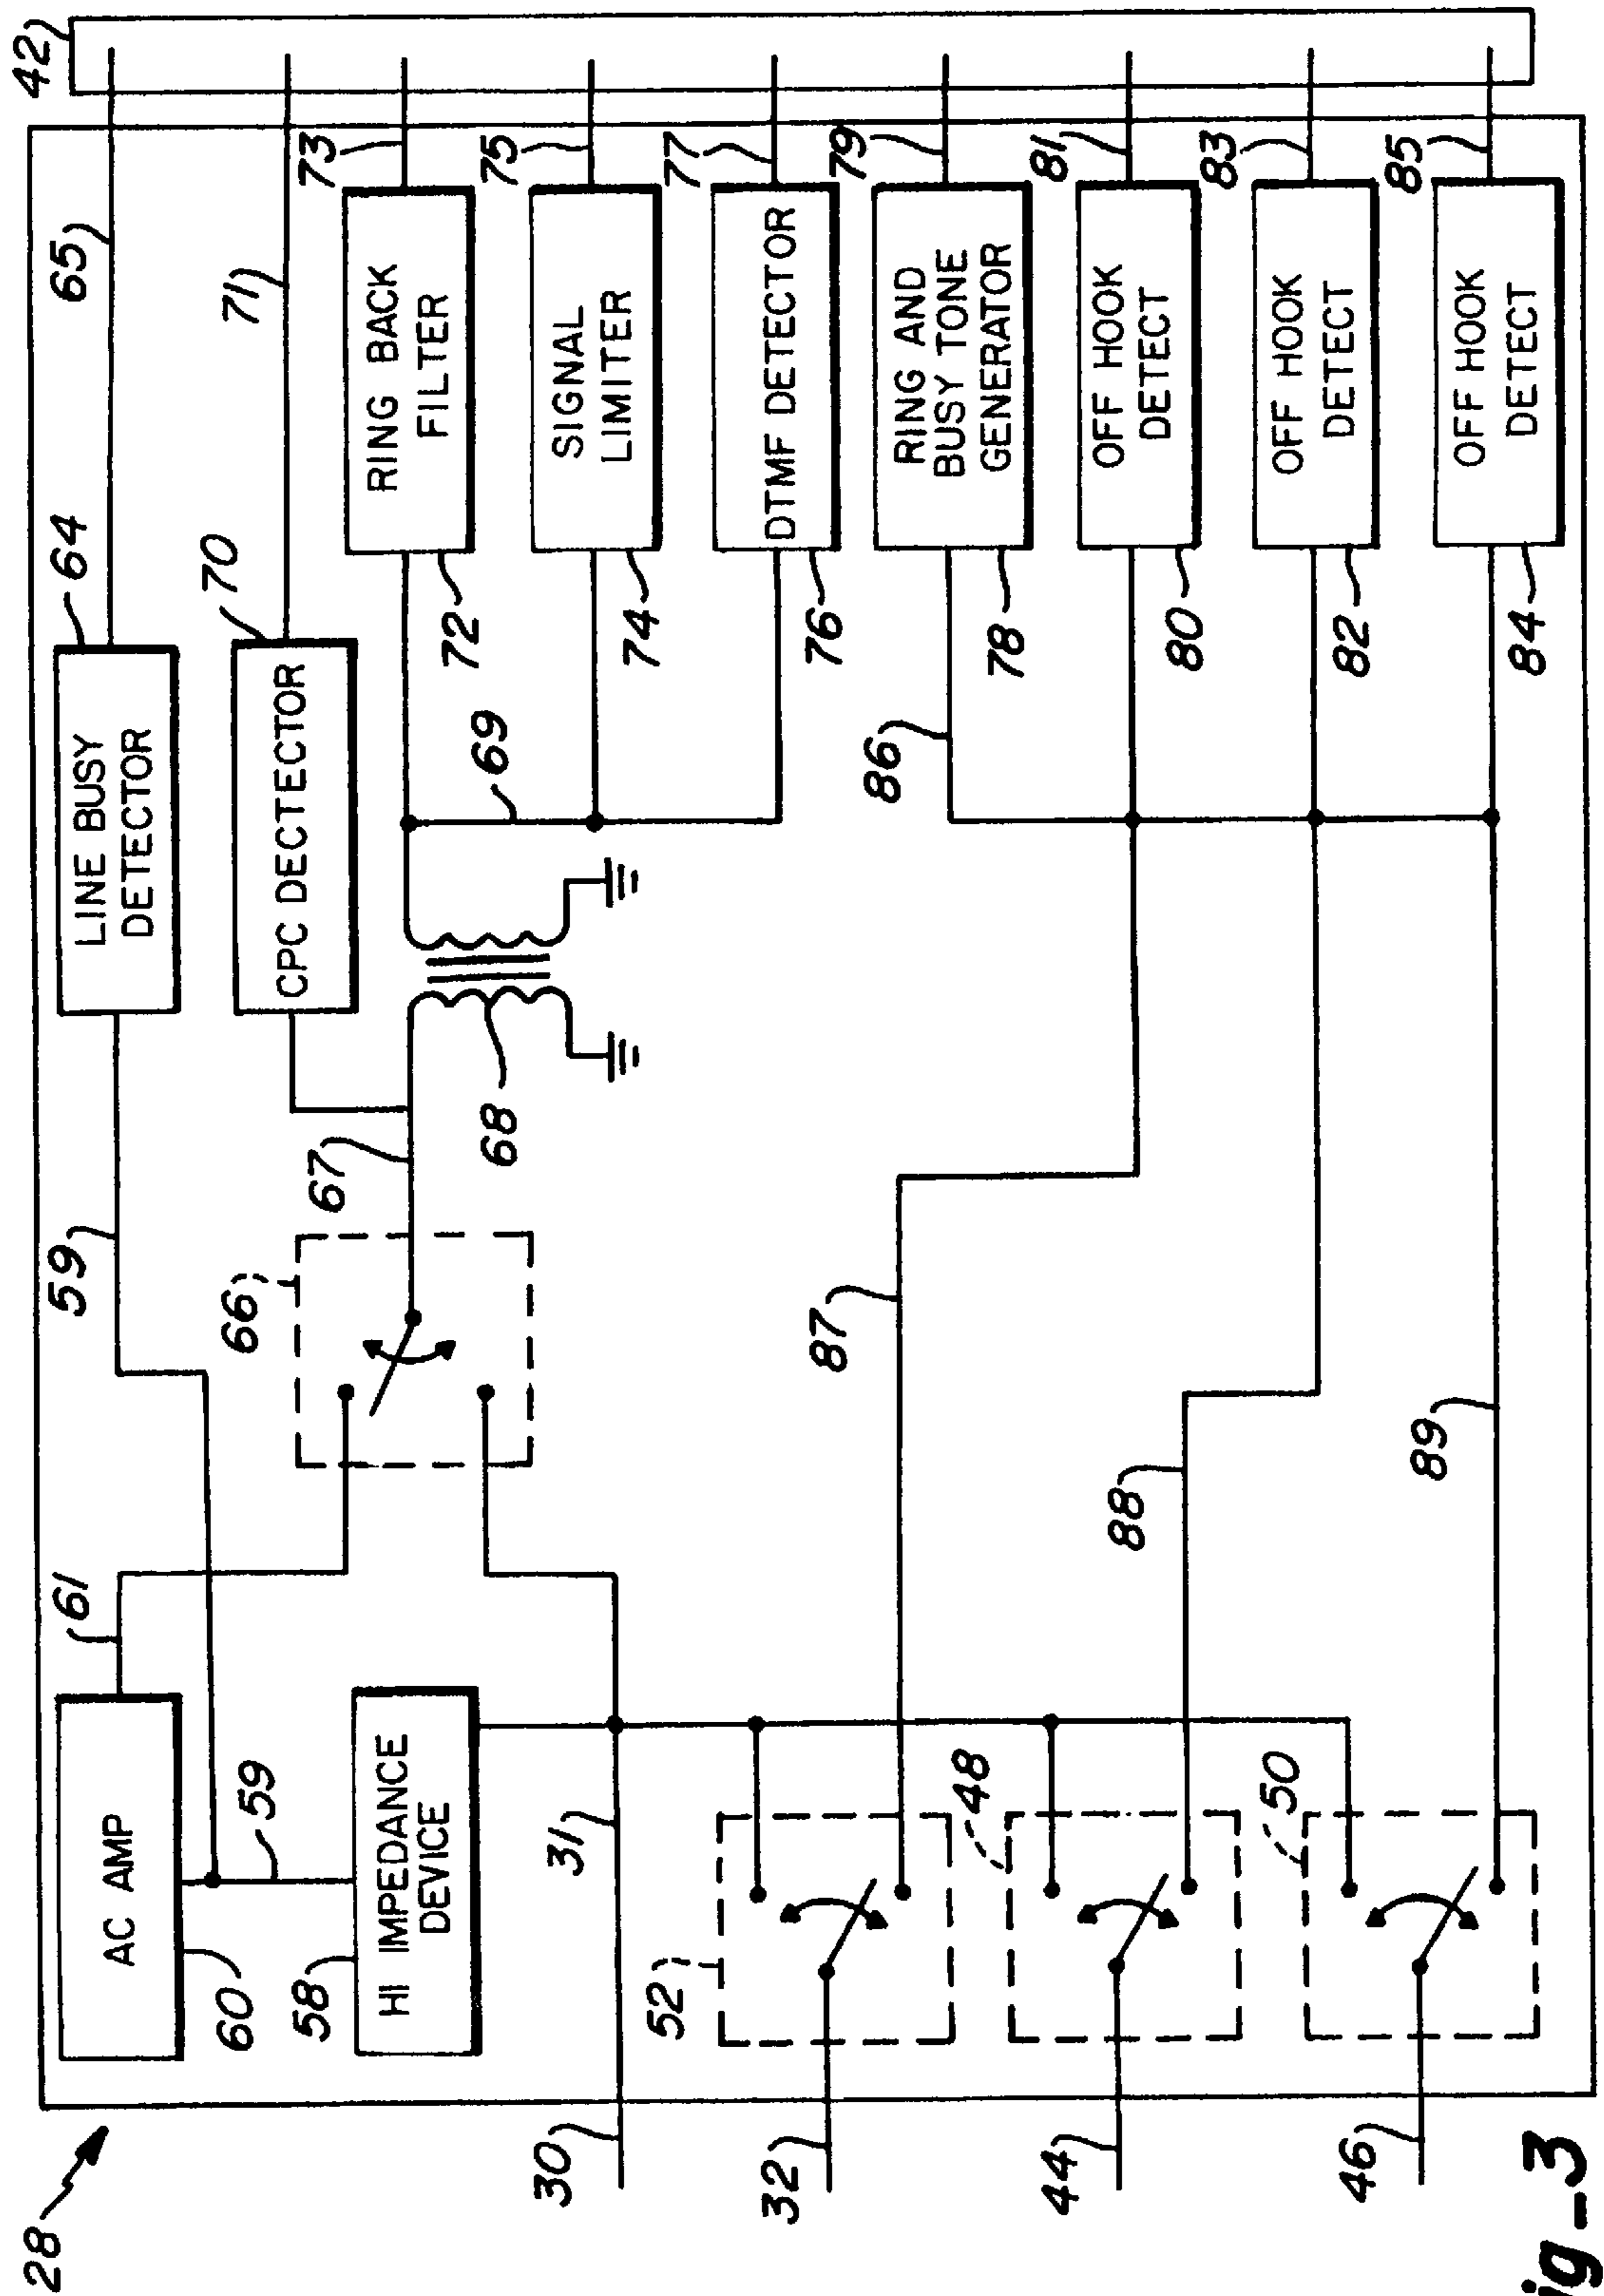 28
42
60
AC AMP
61
59
LINE BUSY
DETECTOR
64
65
59
58
HI IMPEDANCE
DEVICE
66
67
68
CPC DECTECTOR
70
71
69
RING BACK
FILTER
72
73
SIGNAL
LIMITER
74
75
DTMF DETECTOR
76
77
30
31
32
52
87
86
RING AND
BUSY TONE
GENERATOR
78
79
44
48
88
OFF HOOK
DETECT
80
81
OFF HOOK
DETECT
82
83
46
50
89
OFF HOOK
DETECT
84
85
ig-3